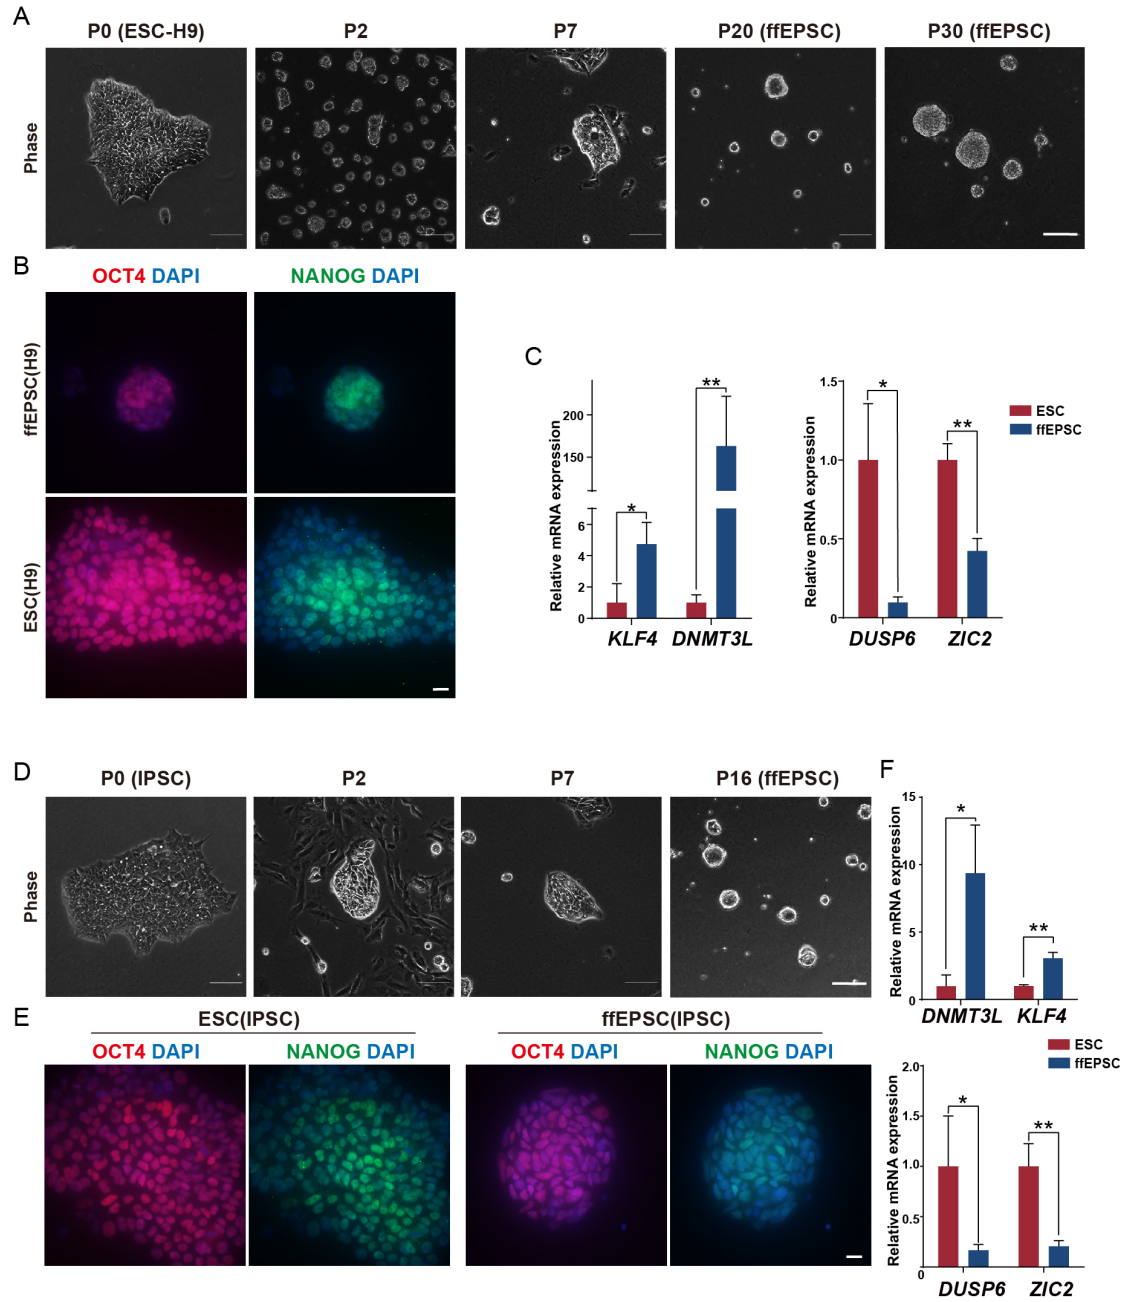 A
P0 (ESC-H9) P2 P7 P20 (ffEPSC) P30 (ffEPSC)
Phase
B
OCT4 DAPI NANOG DAPI
ffEPSC(H9)
ESC(H9)
C
Relative mRNA expression
200
150
6
4
2
0
* **
KLF4 DNMT3L
Relative mRNA expression
1.5
1.0
0.5
0
* **
DUSP6 ZIC2
ESC
ffEPSC
D
P0 (IPSC) P2 P7 P16 (ffEPSC)
Phase
E
ESC(IPSC) ffEPSC(IPSC)
OCT4 DAPI NANOG DAPI OCT4 DAPI NANOG DAPI
F
Relative mRNA expression
15
10
5
0
* **
DNMT3L KLF4
ESC
ffEPSC
Relative mRNA expression
2.0
1.5
1.0
0.5
0
* **
DUSP6 ZIC2